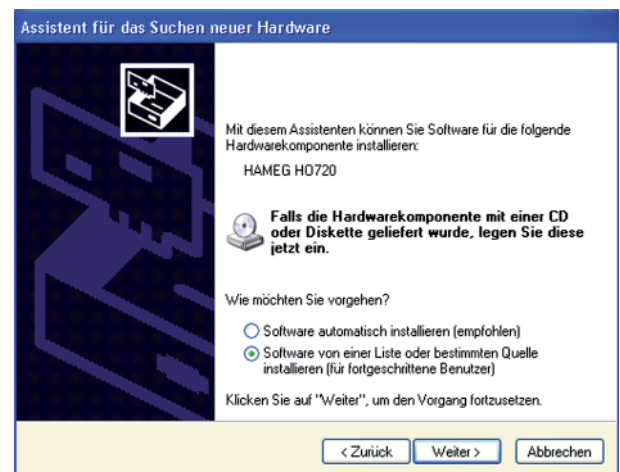 Assistent für das Suchen neuer Hardware
Mit diesem Assistenten können Sie Software für die folgende
Hardwarekomponente installieren:
HAMEG HO720
Falls die Hardwarekomponente mit einer CD
oder Diskette geliefert wurde, legen Sie diese
jetzt ein.
Wie möchten Sie vorgehen?
Software automatisch installieren (empfohlen)
Software von einer Liste oder bestimmten Quelle
installieren (für fortgeschrittene Benutzer)
Klicken Sie auf "Weiter", um den Vorgang fortzusetzen.
< Zurück Weiter > Abbrechen